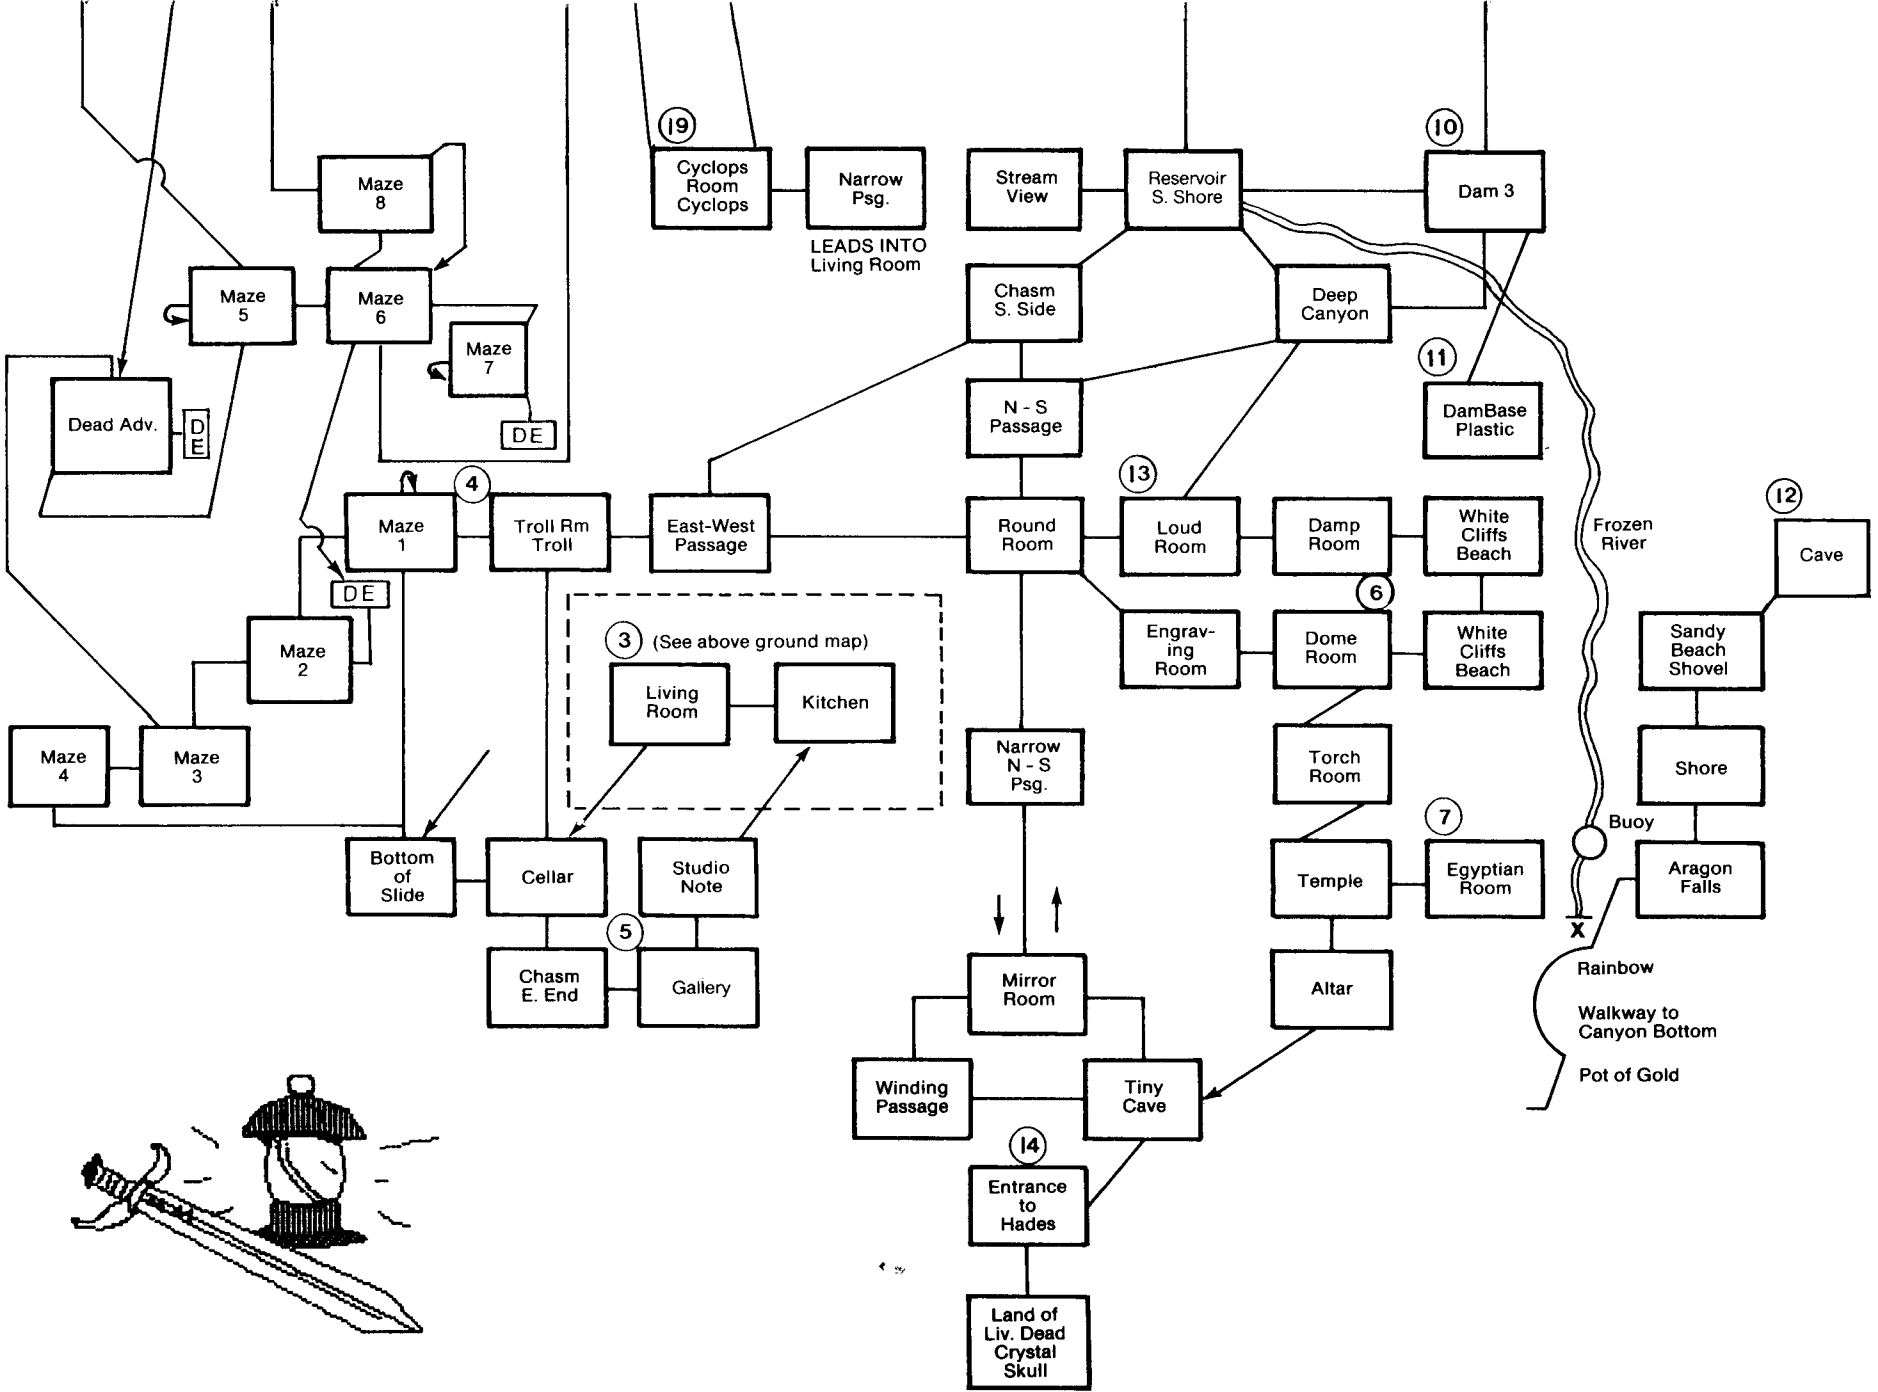 19
10
Maze
8
Cyclops
Room
Cyclops
Narrow
Psg.
Stream
View
Reservoir
S. Shore
Dam 3
LEADS INTO
Living Room
Maze
5
Maze
6
Maze
7
Chasm
S. Side
Deep
Canyon
11
Dead Adv.
DE
DE
N - S
Passage
DamBase
Plastic
4
13
12
Maze
1
Troll Rm
Troll
East-West
Passage
Round
Room
Loud
Room
Damp
Room
White
Cliffs
Beach
Frozen
River
Cave
DE
6
Maze
2
3
(See above ground map)
Living
Room
Kitchen
Engrav-
ing
Room
Dome
Room
White
Cliffs
Beach
Sandy
Beach
Shovel
Maze
4
Maze
3
Narrow
N - S
Psg.
Torch
Room
Shore
7
Buoy
Bottom
of
Slide
Cellar
Studio
Note
Temple
Egyptian
Room
Aragon
Falls
5
X
Chasm
E. End
Gallery
Mirror
Room
Altar
Rainbow
Walkway to
Canyon Bottom
Pot of Gold
Winding
Passage
Tiny
Cave
14
Entrance
to
Hades
Land of
Liv. Dead
Crystal
Skull